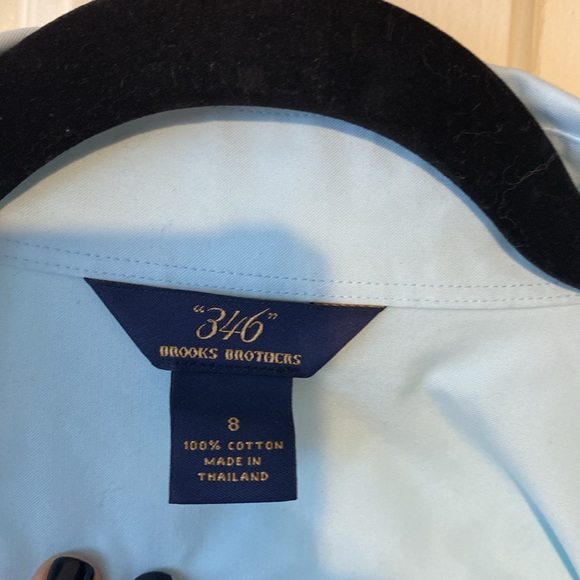 "346"
BROOKS BROTHERS
8
100% COTTON
MADE IN
THAILAND